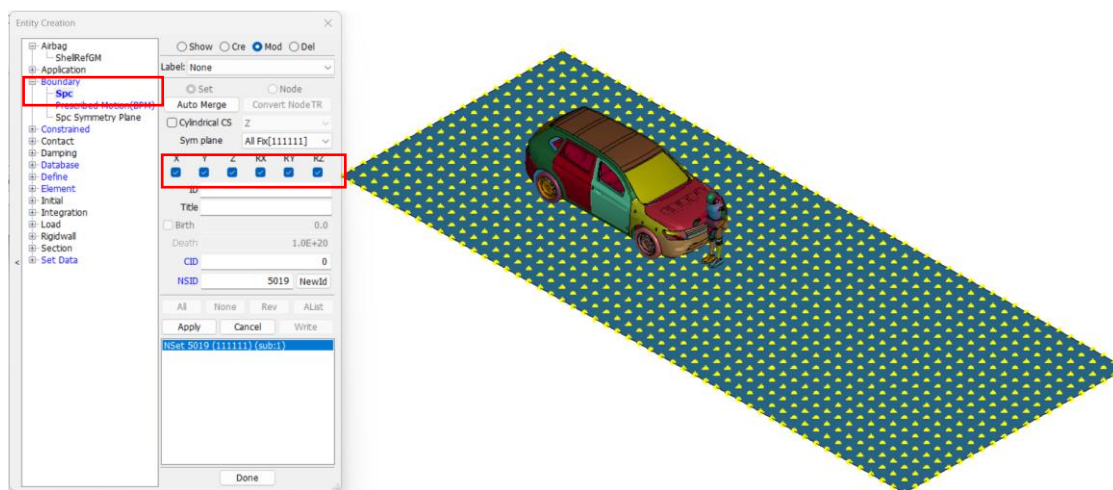 Entity Creation
Airbag
ShellRefGM
Application
Boundary
Spc
Prescribed Motion(BPM)
Spc Symmetry Plane
Constrained
Contact
Damping
Database
Define
Element
Initial
Integration
Load
Rigidwall
Section
Set Data
Show Cre Mod Del
Label: None
Set Node
Auto Merge Convert NodeTR
Cylindrical CS Z
Sym plane All Fix[111111]
X Y Z RX RY RZ
ID
Title
Birth 0.0
Death 1.0E+20
CID 0
NSID 5019 NewId
All None Rev AList
Apply Cancel Write
NSet 5019 (111111) (sub:1)
Done